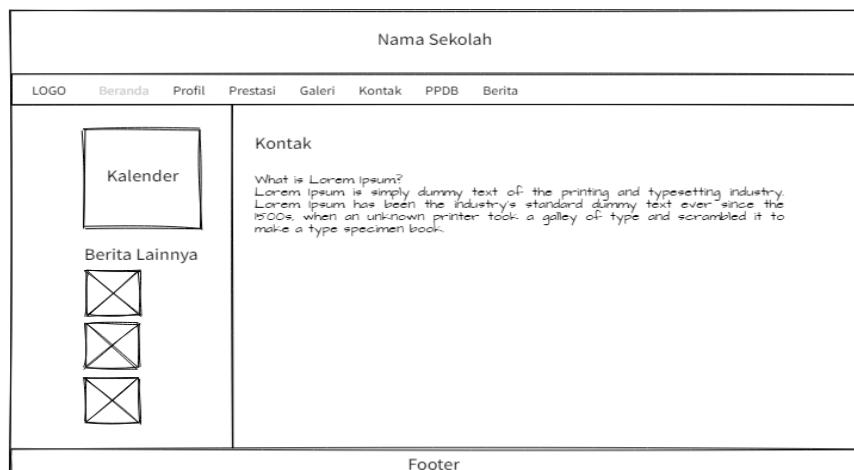 Nama Sekolah
LOGO Beranda Profil Prestasi Galeri Kontak PPDB Berita
Kalender
Berita Lainnya
Kontak
What is Lorem Ipsum?
Lorem Ipsum is simply dummy text of the printing and typesetting industry.
Lorem Ipsum has been the industry's standard dummy text ever since the
1500s, when an unknown printer took a galley of type and scrambled it to
make a type specimen book.
Footer